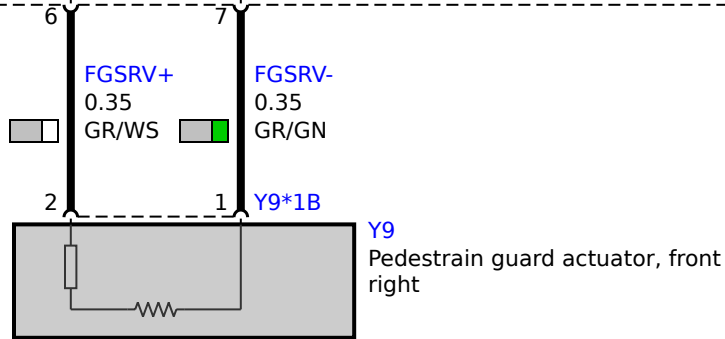 6
7
FGSRV+
0.35
GR/WS
FGSRV-
0.35
GR/GN
2
1
Y9*1B
Y9
Pedestrain guard actuator, front
right